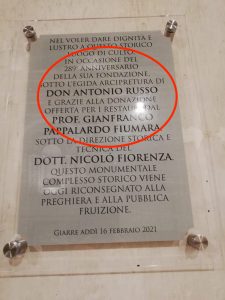 NEL VOLER DARE DIGNITÀ E
LUSTRO A QUESTO STORICO
LUOGO DI CULTO,
IN OCCASIONE DEL
289° ANNIVERSARIO
DELLA SUA FONDAZIONE,
SOTTO L'EGIDA ARCIPRETURA DI
DON ANTONIO RUSSO
E GRAZIE ALLA DONAZIONE
OFFERTA PER I RESTAURI DAL
PROF. GIANFRANCO
PAPPALARDO FIUMARA,
SOTTO LA DIREZIONE STORICA E
TECNICA DEL
DOTT. NICOLÒ FIORENZA,
QUESTO MONUMENTALE
COMPLESSO STORICO VIENE
OGGI RICONSEGNATO ALLA
PREGHIERA E ALLA PUBBLICA
FRUIZIONE.
GIARRE ADDÌ 16 FEBBRAIO 2021